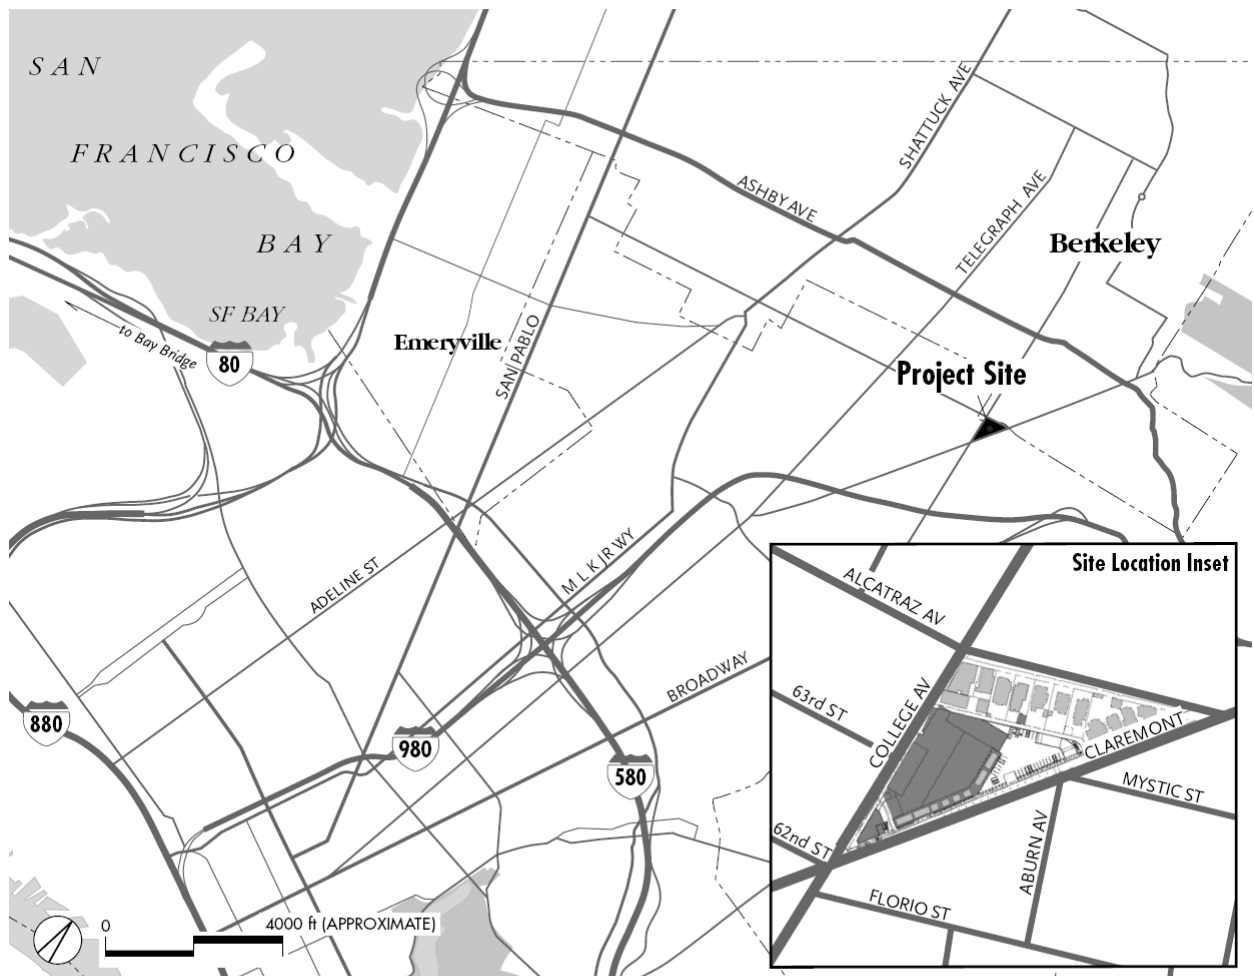 SAN
FRANCISCO
BAY
SF BAY
to Bay Bridge
80
Emeryville
SAN PABLO
ASHBY AVE
SHATTUCK AVE
TELEGRAPH AVE
Berkeley
Project Site
ADELINE ST
M L K JR WY
BROADWAY
880
980
580
0
4000 ft (APPROXIMATE)
Site Location Inset
ALCATRAZ AV
63rd ST
COLLEGE AV
CLAREMONT
MYSTIC ST
62nd ST
ABURN AV
FLORIO ST